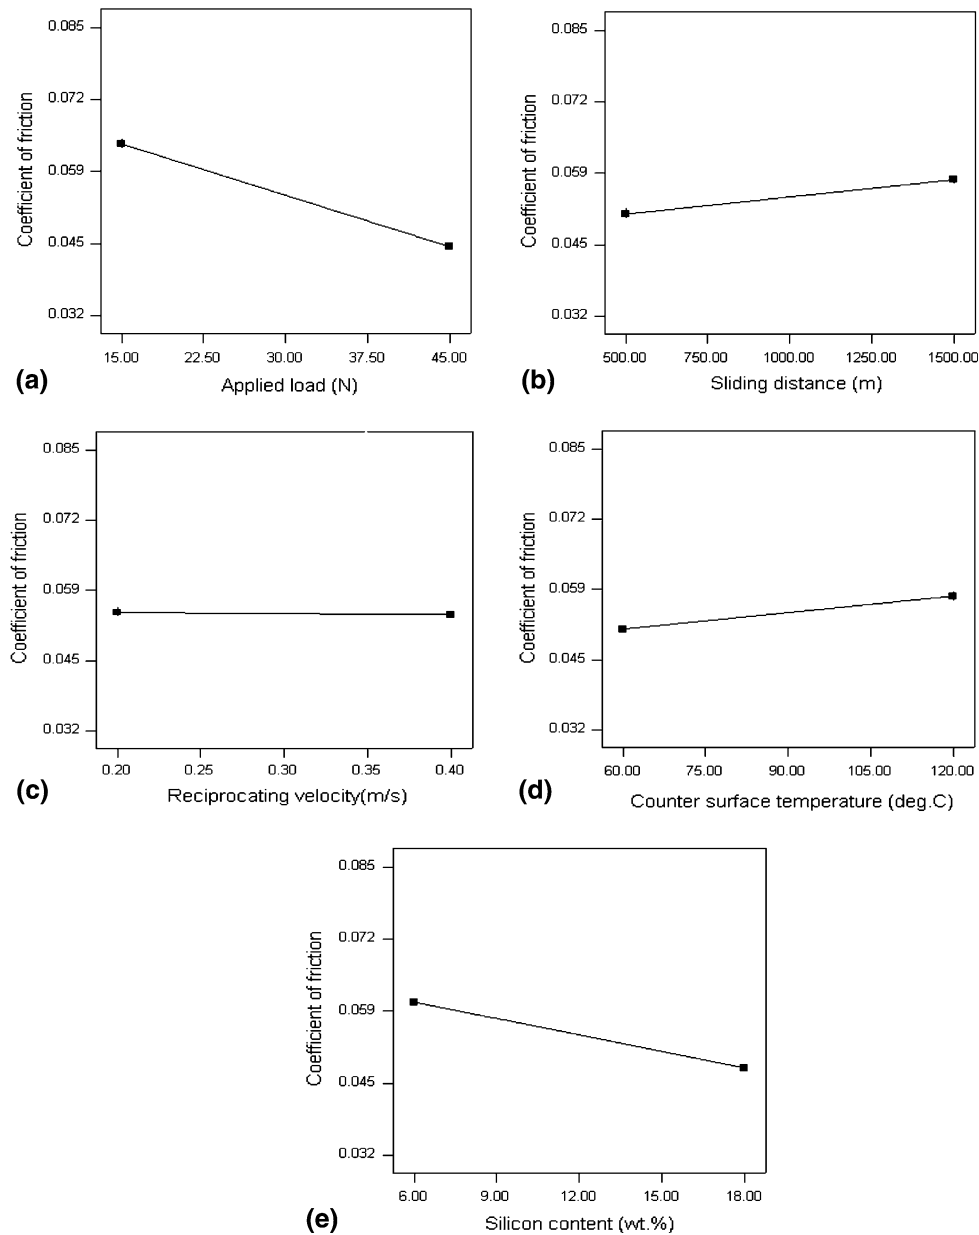 0.085
0.072
0.059
0.045
0.032
Coefficient of friction
15.00 22.50 30.00 37.50 45.00
(a) Applied load (N)
0.085
0.072
0.059
0.045
0.032
Coefficient of friction
500.00 750.00 1000.00 1250.00 1500.00
(b) Sliding distance (m)
0.085
0.072
0.059
0.045
0.032
Coefficient of friction
0.20 0.25 0.30 0.35 0.40
(c) Reciprocating velocity(m/s)
0.085
0.072
0.059
0.045
0.032
Coefficient of friction
60.00 75.00 90.00 105.00 120.00
(d) Counter surface temperature (deg.C)
0.085
0.072
0.059
0.045
0.032
Coefficient of friction
6.00 9.00 12.00 15.00 18.00
(e) Silicon content (wt.%)